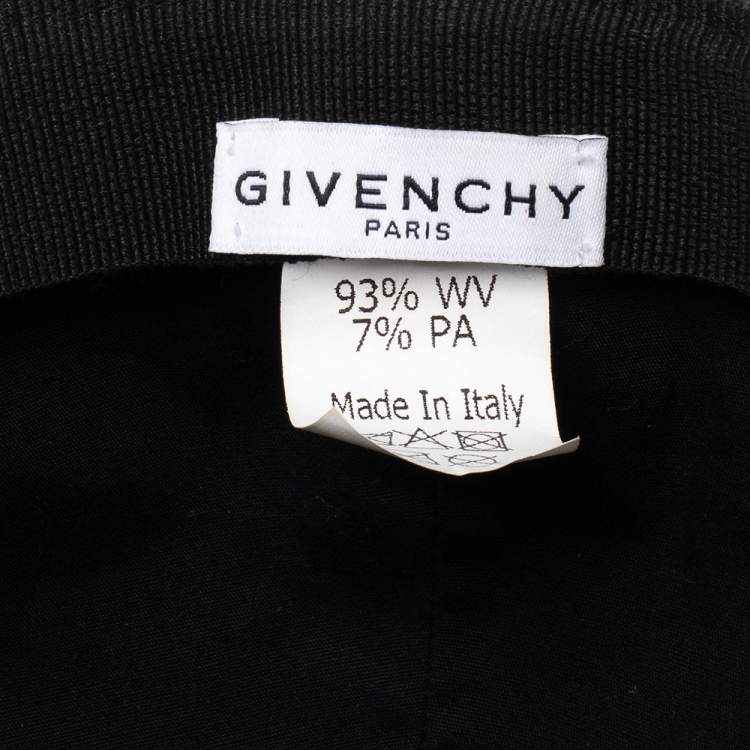 GIVENCHY
PARIS
93% WV
7% PA
Made In Italy